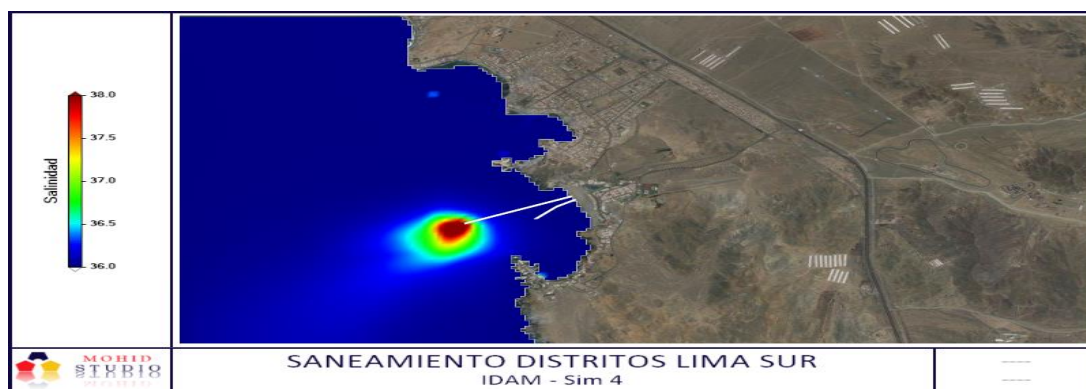 38.0
37.5
37.0
36.5
36.0
Salinidad
MOHID
STUDIO
SANEAMIENTO DISTRITOS LIMA SUR
IDAM - Sim 4
----
----